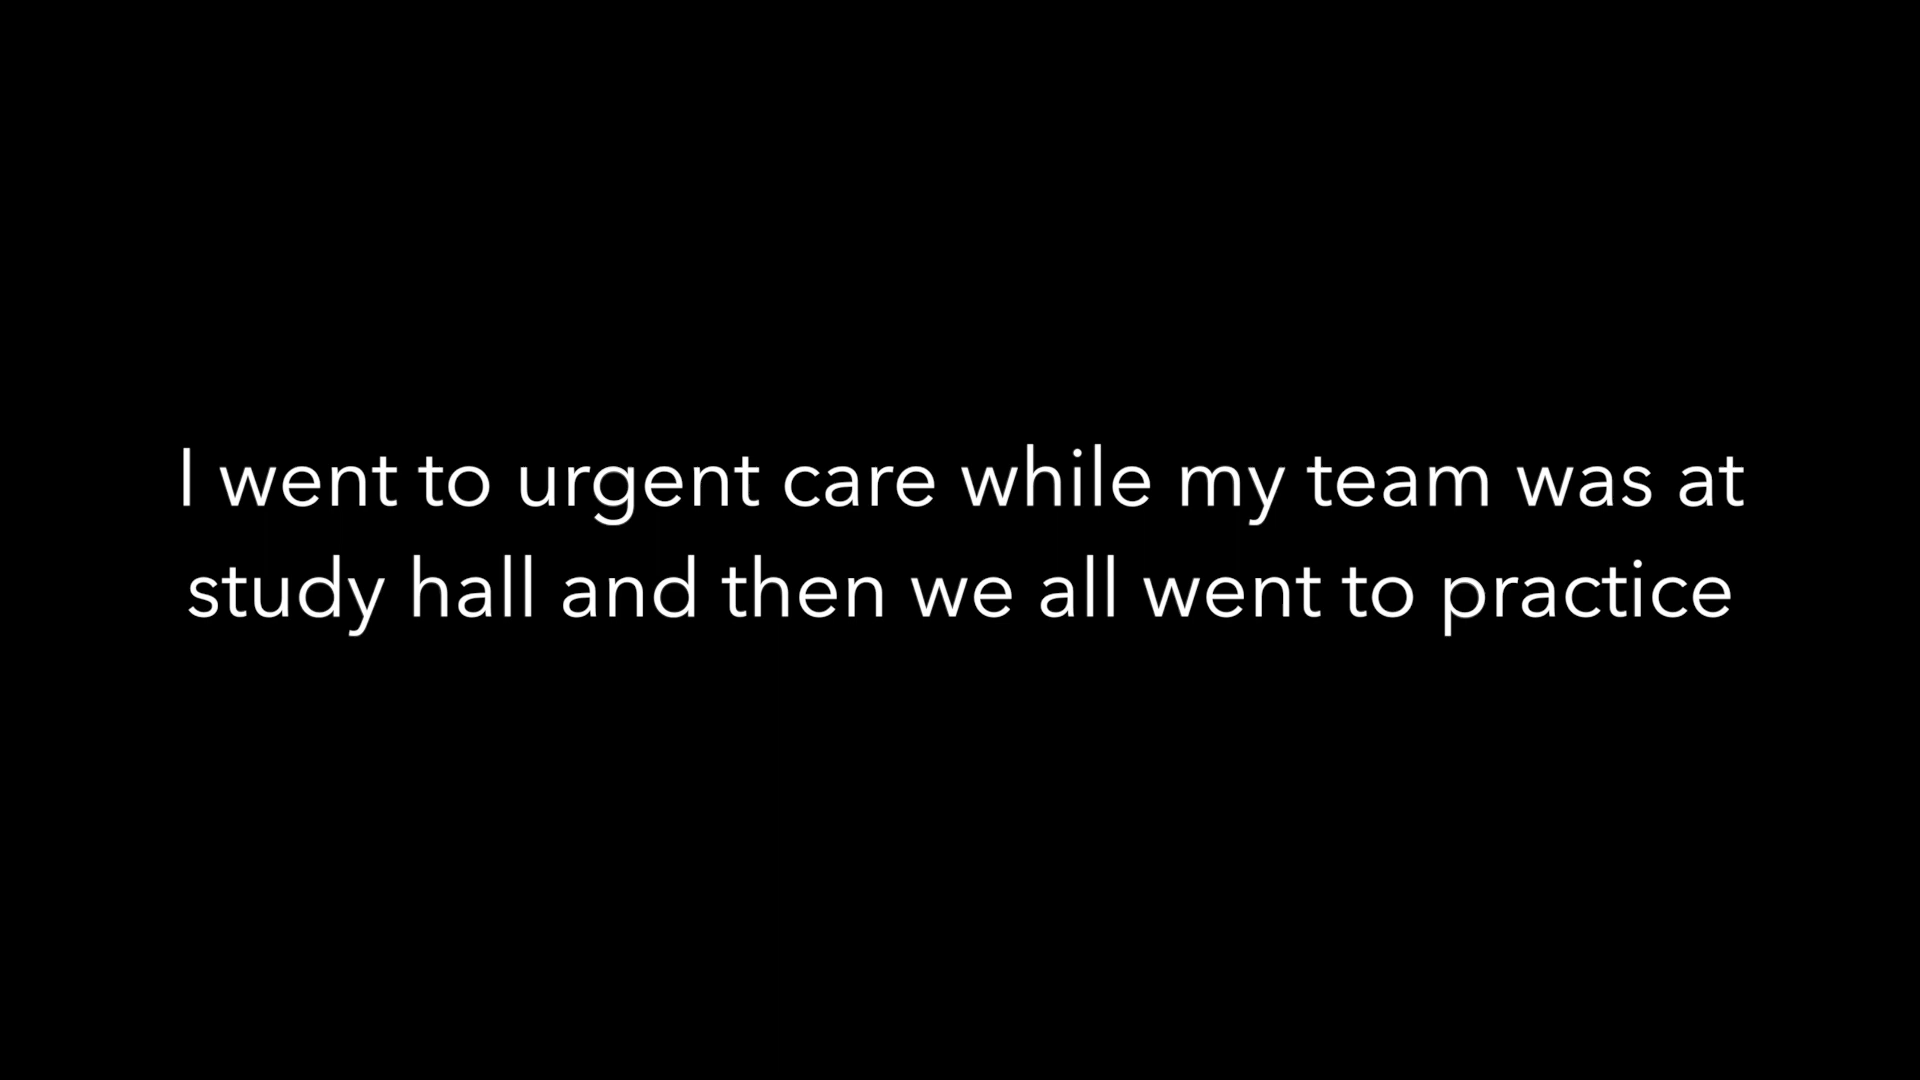 I went to urgent care while my team was at
study hall and then we all went to practice